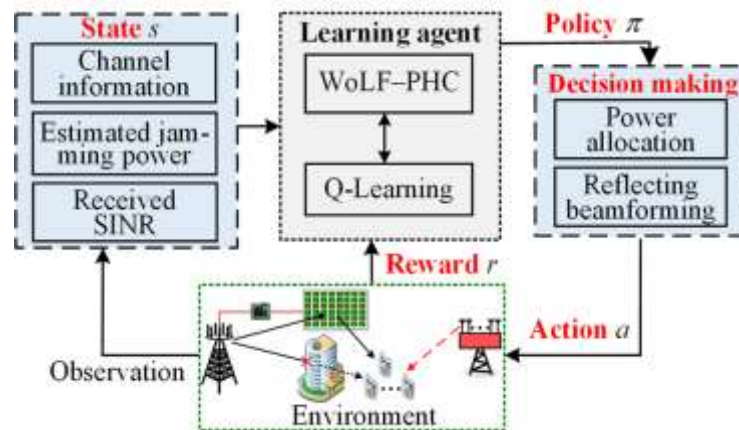 State s
Channel
information
Estimated jam-
ming power
Received
SINR
Learning agent
WoLF–PHC
Q-Learning
Policy π
Decision making
Power
allocation
Reflecting
beamforming
Reward r
Action a
Observation
Environment